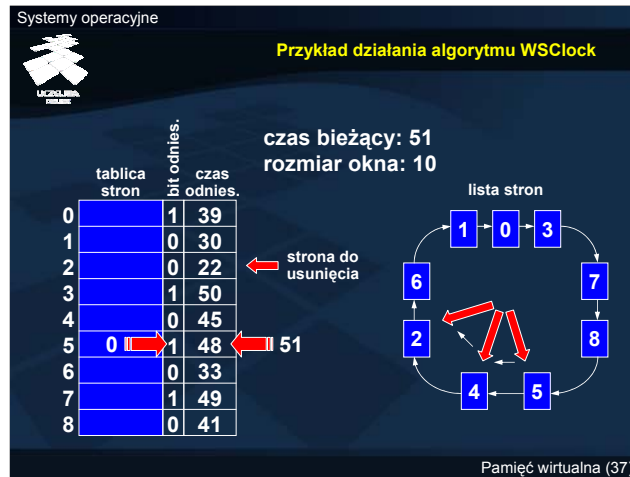 Systemy operacyjne
Przykład działania algorytmu WSClock
UCZELNIA
ONLINE
czas bieżący: 51
rozmiar okna: 10
tablica stron
bit odnies.
czas odnies.
lista stron
0 1 39
1 0 30
2 0 22
strona do usunięcia
3 1 50
4 0 45
5 0 1 48 51
6 0 33
7 1 49
8 0 41
1 0 3
6 7
2 8
4 5
Pamięć wirtualna (37